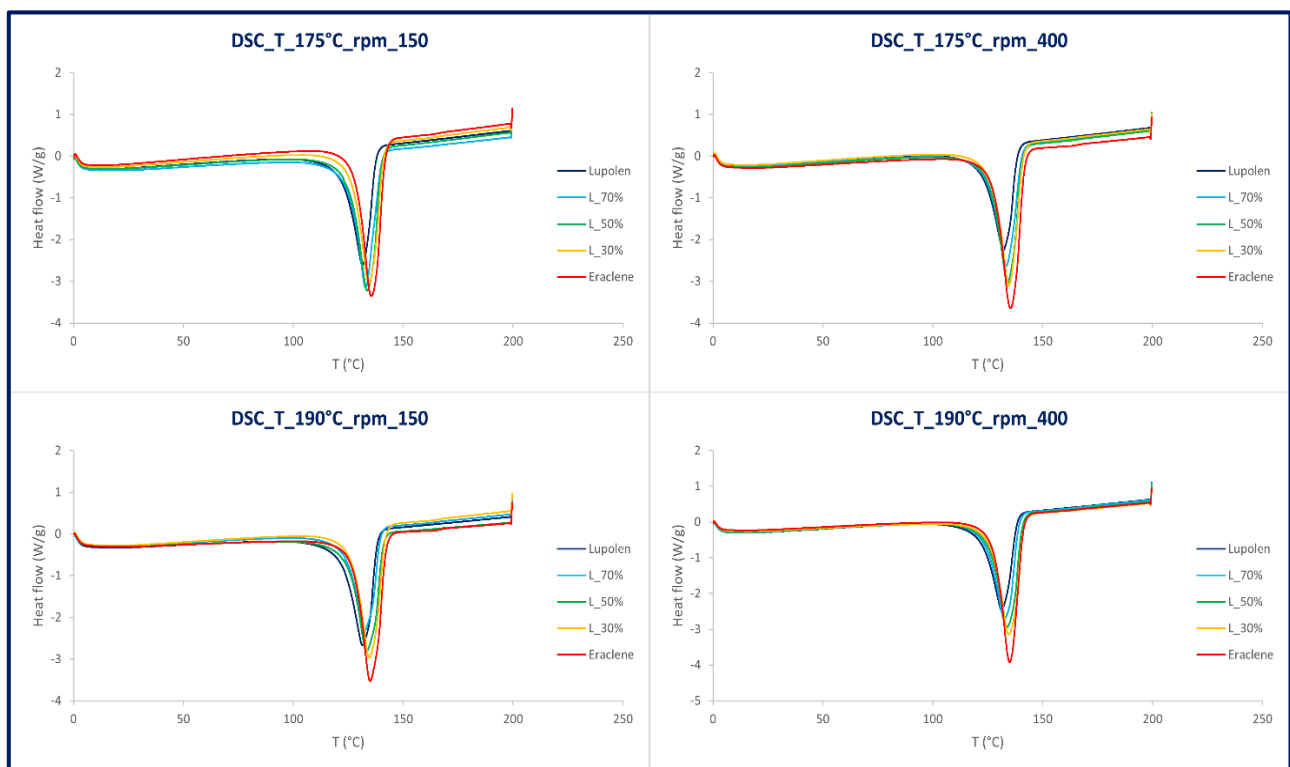 DSC_T_175°C_rpm_150
2
1
0
-1
-2
-3
-4
Heat flow (W/g)
0
50
100
150
200
250
T (°C)
Lupolen
L_70%
L_50%
L_30%
Eraclene
DSC_T_175°C_rpm_400
2
1
0
-1
-2
-3
-4
Heat flow (W/g)
0
50
100
150
200
250
T (°C)
Lupolen
L_70%
L_50%
L_30%
Eraclene
DSC_T_190°C_rpm_150
2
1
0
-1
-2
-3
-4
Heat flow (W/g)
0
50
100
150
200
250
T (°C)
Lupolen
L_70%
L_50%
L_30%
Eraclene
DSC_T_190°C_rpm_400
2
1
0
-1
-2
-3
-4
-5
Heat flow (W/g)
0
50
100
150
200
250
T (°C)
Lupolen
L_70%
L_50%
L_30%
Eraclene